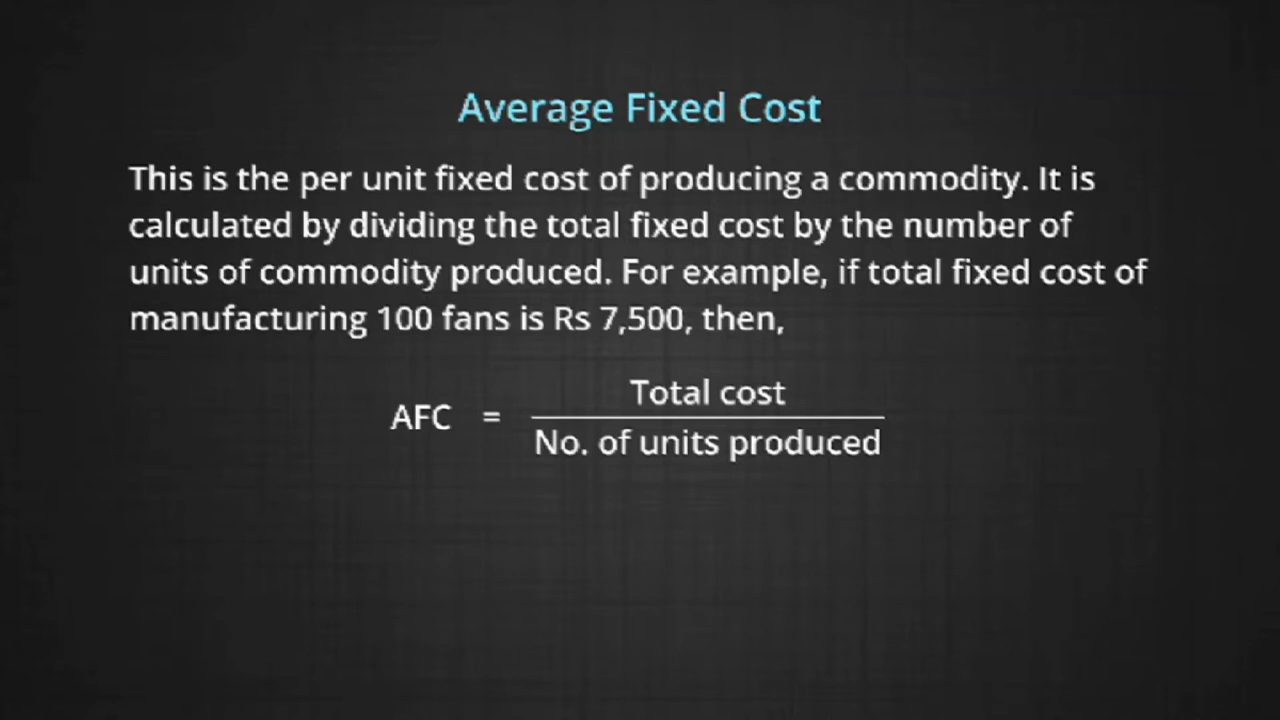 Average Fixed Cost
This is the per unit fixed cost of producing a commodity. It is
calculated by dividing the total fixed cost by the number of
units of commodity produced. For example, if total fixed cost of
manufacturing 100 fans is Rs 7,500, then,
AFC = Total cost
No. of units produced